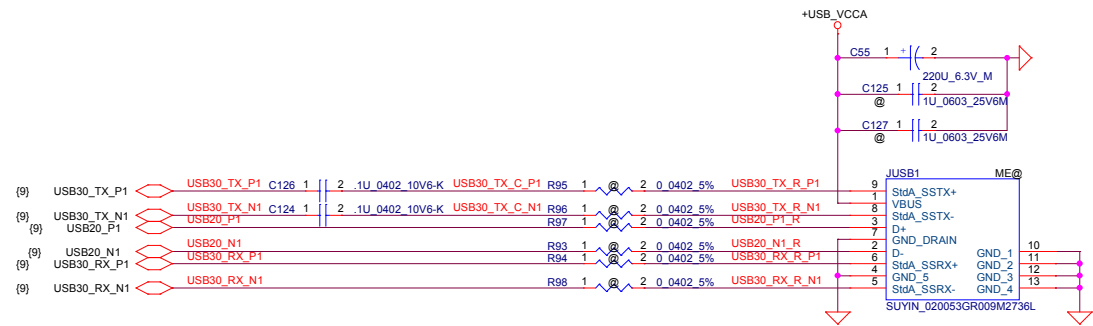 +USB_VCCA
C55 1 + 2
220U_6.3V_M
C125 1 2
@ 1U_0603_25V6M
C127 1 2
@ 1U_0603_25V6M
JUSB1 ME@
{9} USB30_TX_P1 USB30_TX_P1 C126 1 2 .1U_0402_10V6-K USB30_TX_C_P1 R95 1 @ 2 0_0402_5% USB30_TX_R_P1 9 StdA_SSTX+
1 VBUS
{9} USB30_TX_N1 USB30_TX_N1 C124 1 2 .1U_0402_10V6-K USB30_TX_C_N1 R96 1 @ 2 0_0402_5% USB30_TX_R_N1 8 StdA_SSTX-
{9} USB20_P1 USB20_P1 R97 1 @ 2 0_0402_5% USB20_P1_R 3 D+
7 GND_DRAIN
{9} USB20_N1 USB20_N1 R93 1 @ 2 0_0402_5% USB20_N1_R 2 D- GND_1 10
{9} USB30_RX_P1 USB30_RX_P1 R94 1 @ 2 0_0402_5% USB30_RX_R_P1 6 StdA_SSRX+ GND_2 11
4 GND_5 GND_3 12
{9} USB30_RX_N1 USB30_RX_N1 R98 1 @ 2 0_0402_5% USB30_RX_R_N1 5 StdA_SSRX- GND_4 13
SUYIN_020053GR009M2736L